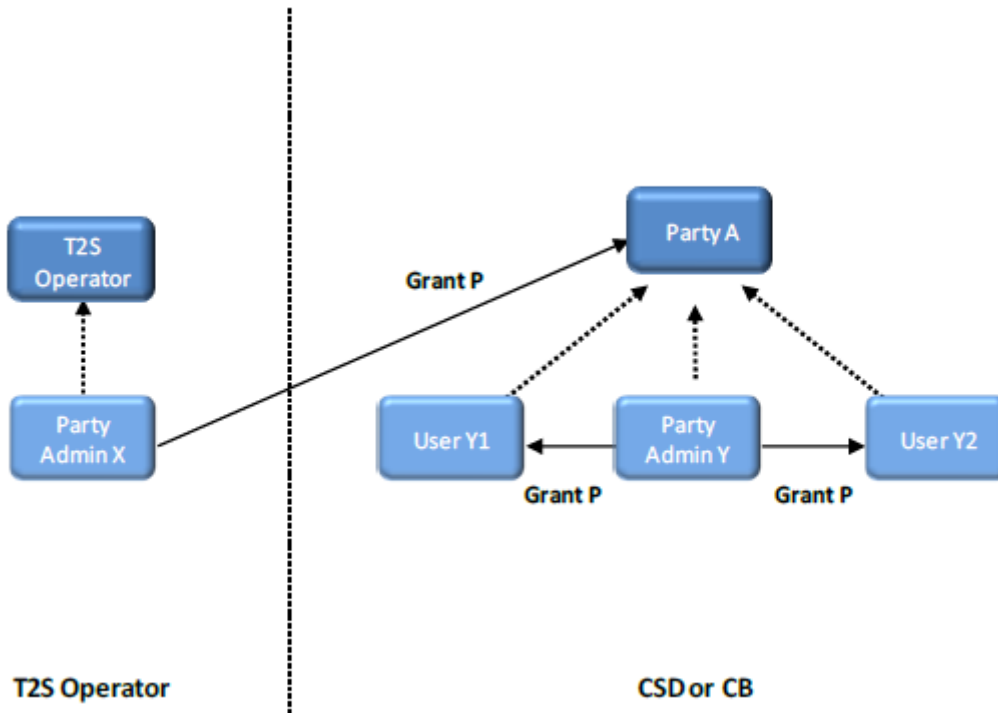 T2S
Operator
Party A
Grant P
Party
Admin X
User Y1
Party
Admin Y
User Y2
Grant P
Grant P
T2S Operator
CSD or CB